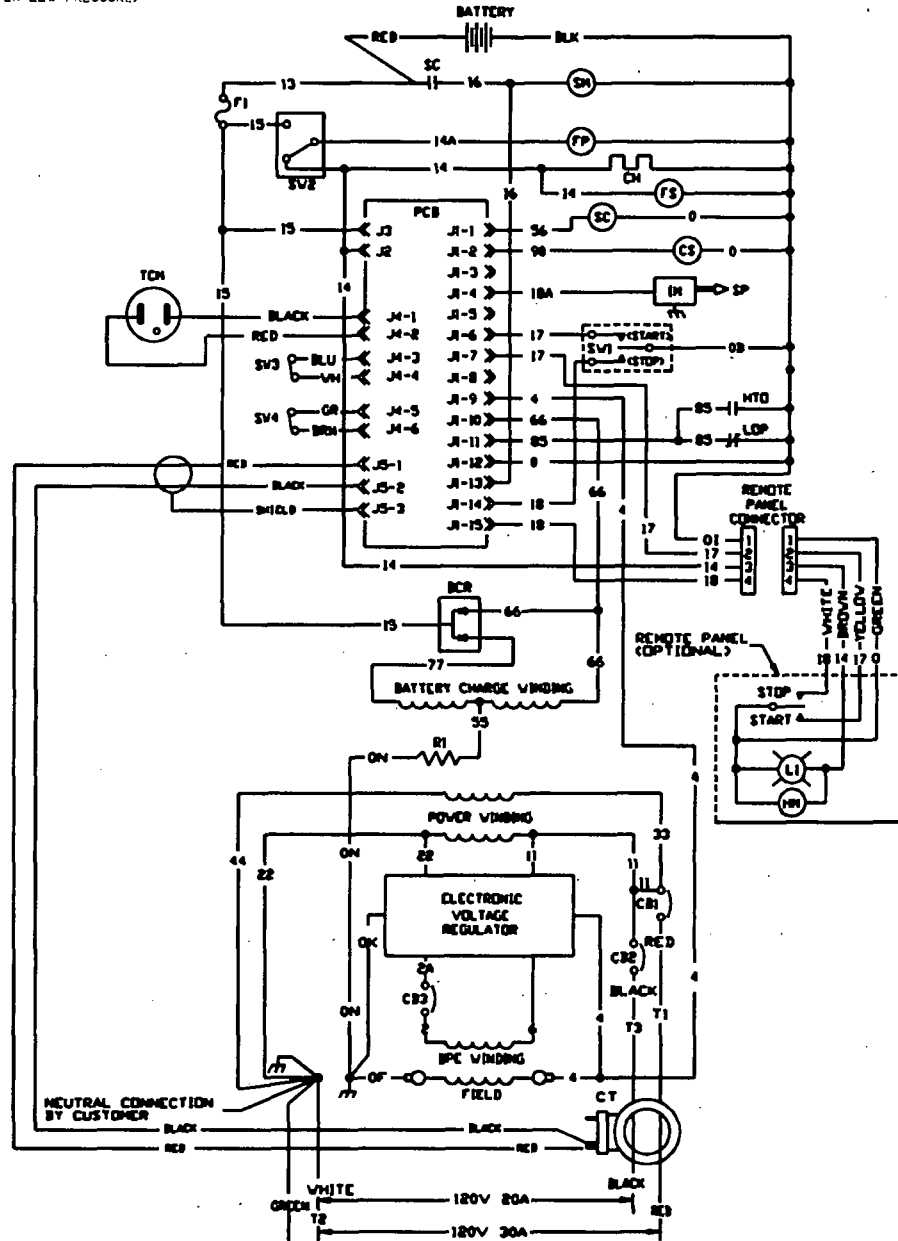 BATTERY
RED
BLK
SC
13
16
SM
F1
15
14A
FP
SW2
14
CH
14
FS
16
PCB
15
J3
J2
J1-1
56
SC
0
J1-2
90
CS
0
J1-3
TCM
15
14
J1-4
18A
IM
SP
BLACK
J4-1
J1-5
RED
J4-2
J1-6
17
(START)
SW1
0B
(STOP)
SW3
BLU
J4-3
J1-7
17
WH
J4-4
J1-8
J1-9
4
HTO
85
SW4
GR
J4-5
J1-10
66
BRN
J4-6
J1-11
85
85
LOP
RED
J5-1
J1-12
0
BLACK
J5-2
J1-13
66
4
SHIELD
J5-3
J1-14
18
17
J1-15
18
REMOTE
PANEL
CONNECTOR
01
1
1
17
2
2
14
14
3
3
18
4
4
WHITE
BROWN
YELLOW
GREEN
BCR
15
66
77
66
REMOTE PANEL
(OPTIONAL)
18
14
17
0
BATTERY CHARGE WINDING
55
STOP
START
R1
ON
L1
HM
4
POWER WINDING
33
44
22
ON
22
11
11
11
ELECTRONIC
VOLTAGE
REGULATOR
CB1
RED
0K
CB2
2A
BLACK
4
CB3
4
ON
T3
T1
DPE WINDING
0F
FIELD
4
CT
NEUTRAL CONNECTION
BY CUSTOMER
BLACK
BLACK
RED
RED
BLACK
WHITE
GREEN
T2
120V 20A
RED
120V 30A